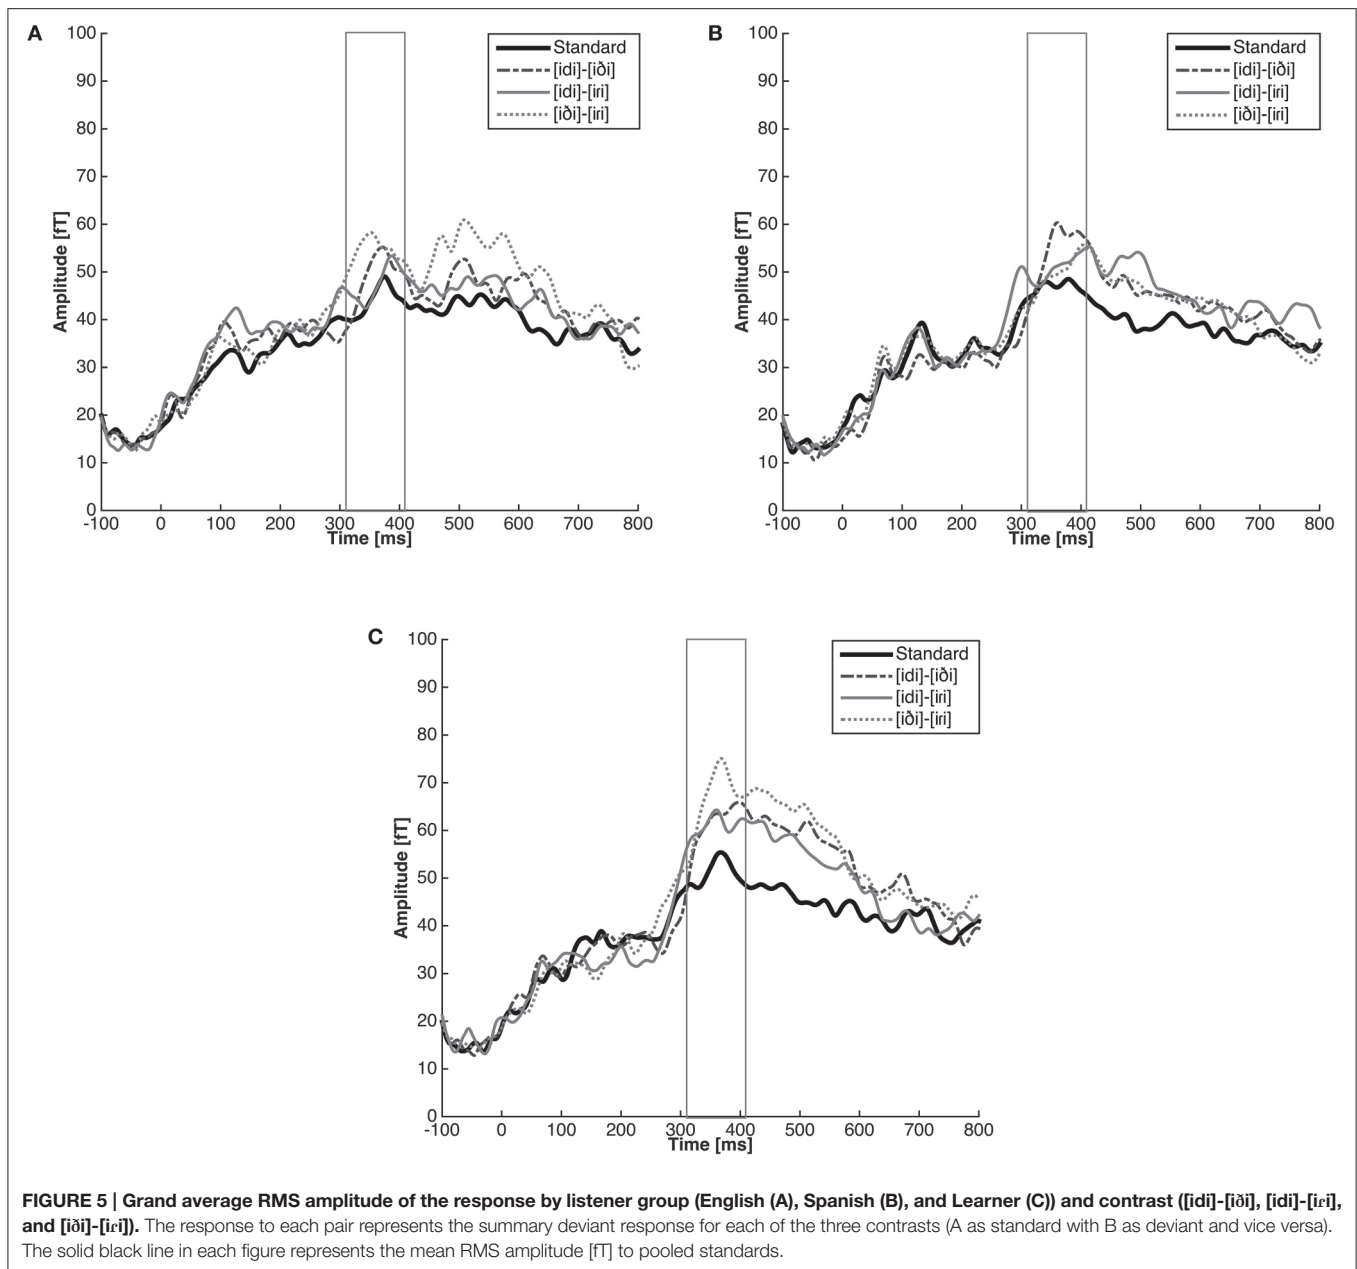 A
100
90
80
70
60
50
40
30
20
10
0
Amplitude [fT]
-100 0 100 200 300 400 500 600 700 800
Time [ms]
Standard
[idi]-[iði]
[idi]-[iɾi]
[iði]-[iɾi]
B
100
90
80
70
60
50
40
30
20
10
0
Amplitude [fT]
-100 0 100 200 300 400 500 600 700 800
Time [ms]
Standard
[idi]-[iði]
[idi]-[iɾi]
[iði]-[iɾi]
C
100
90
80
70
60
50
40
30
20
10
0
Amplitude [fT]
-100 0 100 200 300 400 500 600 700 800
Time [ms]
Standard
[idi]-[iði]
[idi]-[iɾi]
[iði]-[iɾi]
FIGURE 5 | Grand average RMS amplitude of the response by listener group (English (A), Spanish (B), and Learner (C)) and contrast ([idi]-[iði], [idi]-[iɾi],
and [iði]-[iɾi]). The response to each pair represents the summary deviant response for each of the three contrasts (A as standard with B as deviant and vice versa).
The solid black line in each figure represents the mean RMS amplitude [fT] to pooled standards.